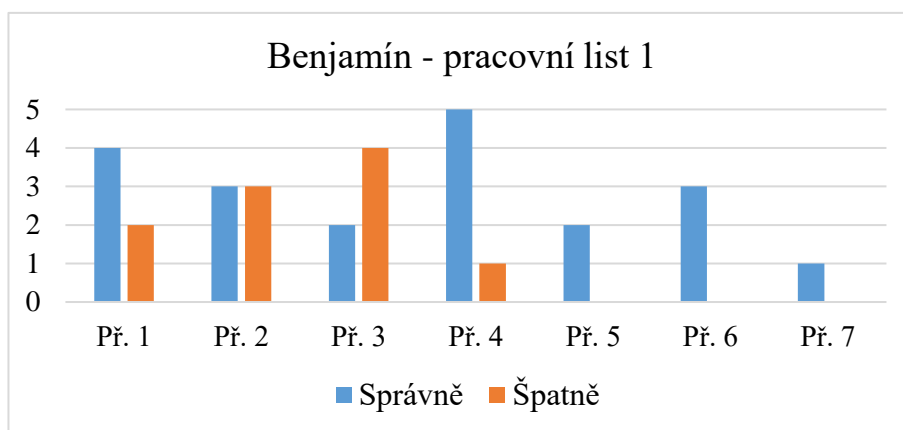 Benjamín - pracovní list 1
5
4
3
2
1
0
Př. 1 Př. 2 Př. 3 Př. 4 Př. 5 Př. 6 Př. 7
Správně Špatně